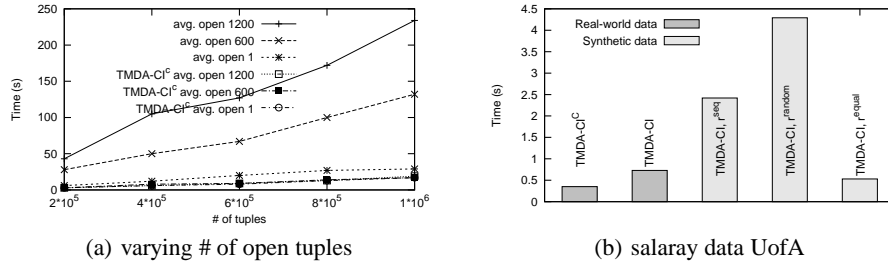 250
200
150
100
50
0
Time (s)
2*10^5
4*10^5
6*10^5
8*10^5
1*10^6
# of tuples
avg. open 1200
avg. open 600
avg. open 1
TMDA-CI^C avg. open 1200
TMDA-CI^C avg. open 600
TMDA-CI^C avg. open 1
(a) varying # of open tuples
4.5
4
3.5
3
2.5
2
1.5
1
0.5
0
Time (s)
Real-world data
Synthetic data
TMDA-CI^C
TMDA-CI
TMDA-CI, r^seq
TMDA-CI, r^random
TMDA-CI, r^equal
(b) salaray data UofA